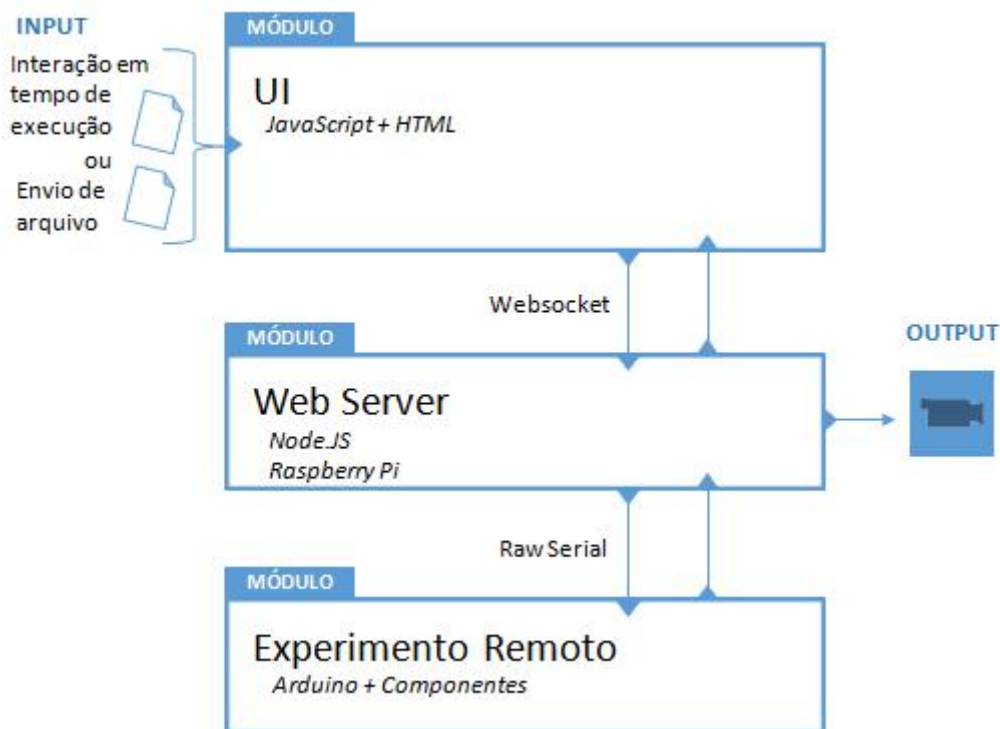 INPUT
Interação em
tempo de
execução
ou
Envio de
arquivo
MÓDULO
UI
JavaScript + HTML
Websocket
MÓDULO
Web Server
Node.JS
Raspberry Pi
OUTPUT
Raw Serial
MÓDULO
Experimento Remoto
Arduino + Componentes